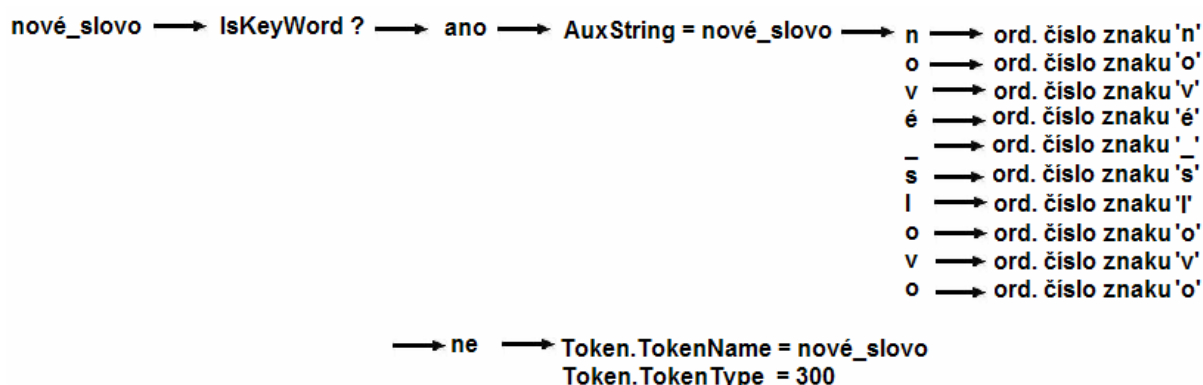 nové_slovo IsKeyWord ? ano AuxString = nové_slovo n ord. číslo znaku 'n'
o ord. číslo znaku 'o'
v ord. číslo znaku 'v'
é ord. číslo znaku 'é'
_ ord. číslo znaku '_'
s ord. číslo znaku 's'
l ord. číslo znaku 'l'
o ord. číslo znaku 'o'
v ord. číslo znaku 'v'
o ord. číslo znaku 'o'
ne Token.TokenName = nové_slovo
Token.TokenType = 300